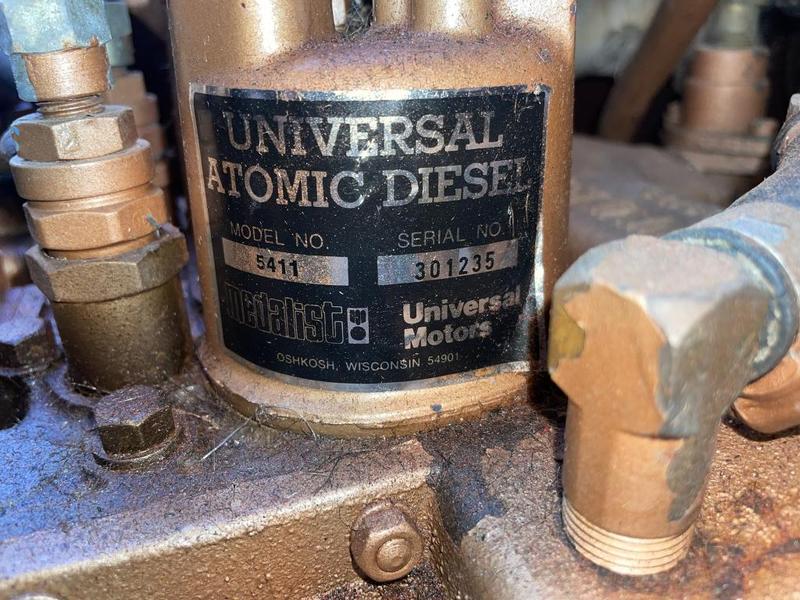 UNIVERSAL
ATOMIC DIESEL
MODEL NO. SERIAL NO.
5411 301235
medalist Universal
Motors
OSHKOSH, WISCONSIN 54901